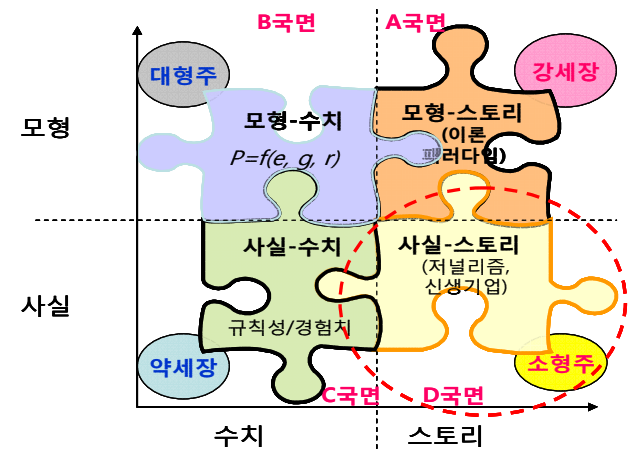 B국면
A국면
대형주
강세장
모형
모형-수치
P=f(e, g, r)
모형-스토리
(이론
패러다임)
사실
사실-수치
규칙성/경험치
사실-스토리
(저널리즘,
신생기업)
약세장
소형주
C국면
D국면
수치
스토리